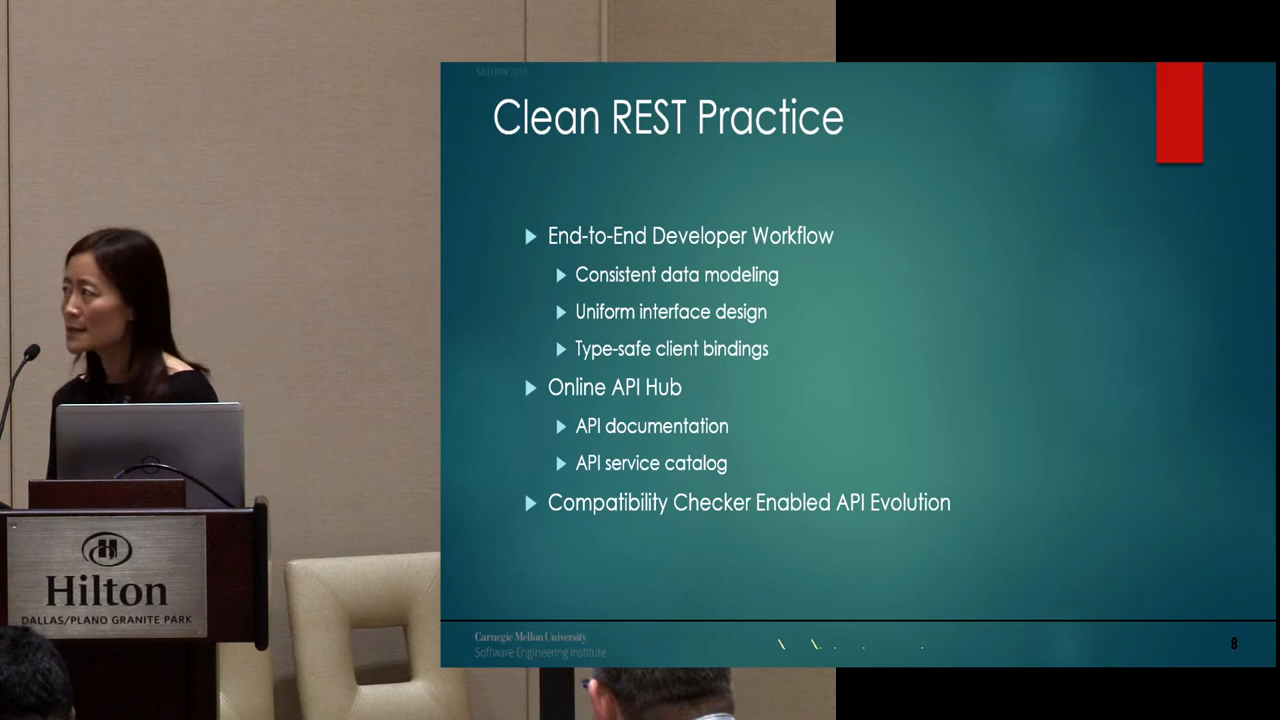 SATURN 2018
Clean REST Practice
End-to-End Developer Workflow
Consistent data modeling
Uniform interface design
Type-safe client bindings
Online API Hub
API documentation
API service catalog
Compatibility Checker Enabled API Evolution
Carnegie Mellon University
Software Engineering Institute
8
Hilton
DALLAS/PLANO GRANITE PARK